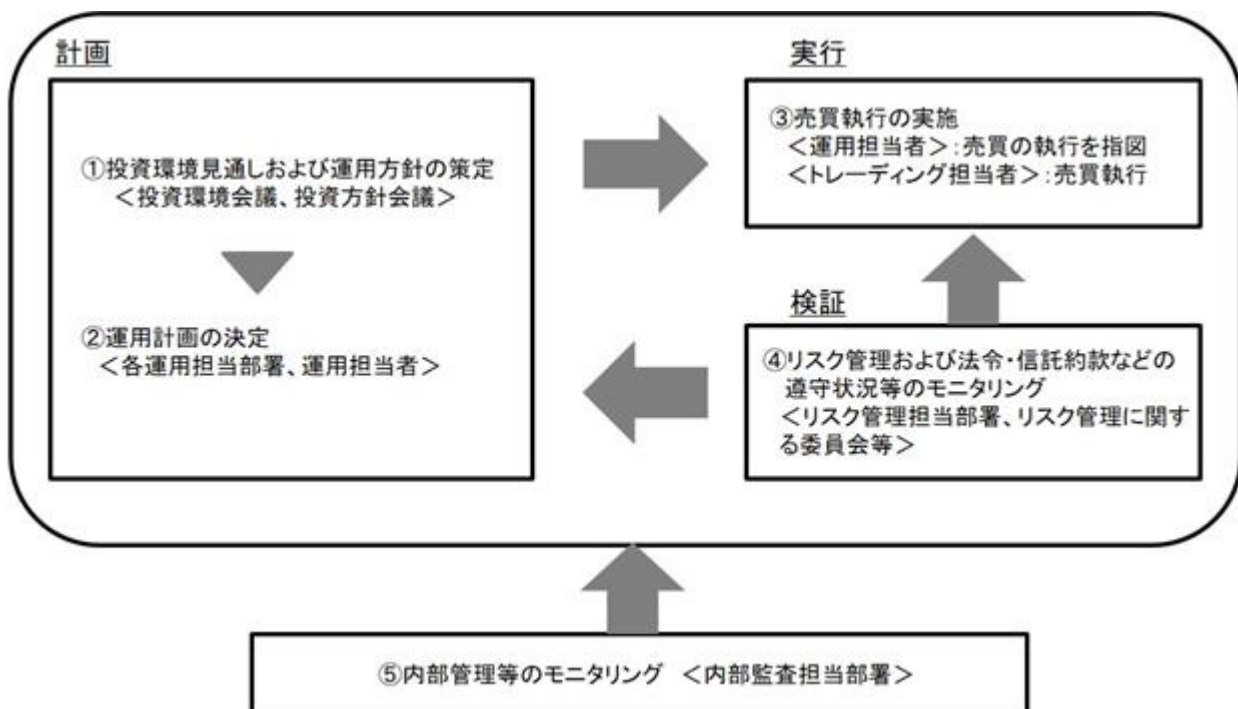 計画
①投資環境見通しおよび運用方針の策定
＜投資環境会議、投資方針会議＞
②運用計画の決定
＜各運用担当部署、運用担当者＞
実行
③売買執行の実施
＜運用担当者＞：売買の執行を指図
＜トレーディング担当者＞：売買執行
検証
④リスク管理および法令・信託約款などの
遵守状況等のモニタリング
＜リスク管理担当部署、リスク管理に関す
る委員会等＞
⑤内部管理等のモニタリング ＜内部監査担当部署＞